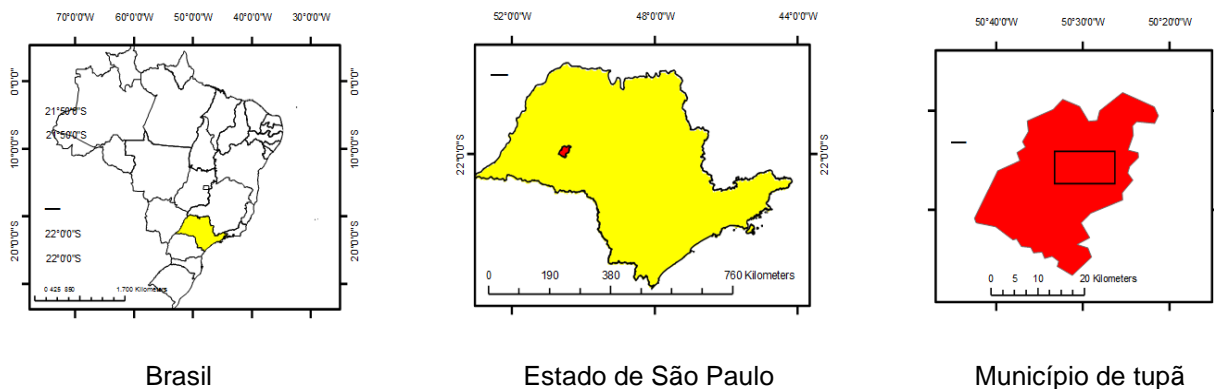 70°0'0"W 60°0'0"W 50°0'0"W 40°0'0"W 30°0'0"W
0°0'0"
10°0'0"S
20°0'0"S
21°50'0"S
21°50'0"S
22°0'0"S
22°0'0"S
0°0'0"
10°0'0"S
20°0'0"S
0 425 850 1.700 Kilometers
52°0'0"W 48°0'0"W 44°0'0"W
22°0'0"S
22°0'0"S
0 190 380 760 Kilometers
50°40'0"W 50°30'0"W 50°20'0"W
0 5 10 20 Kilometers
Brasil
Estado de São Paulo
Município de tupã